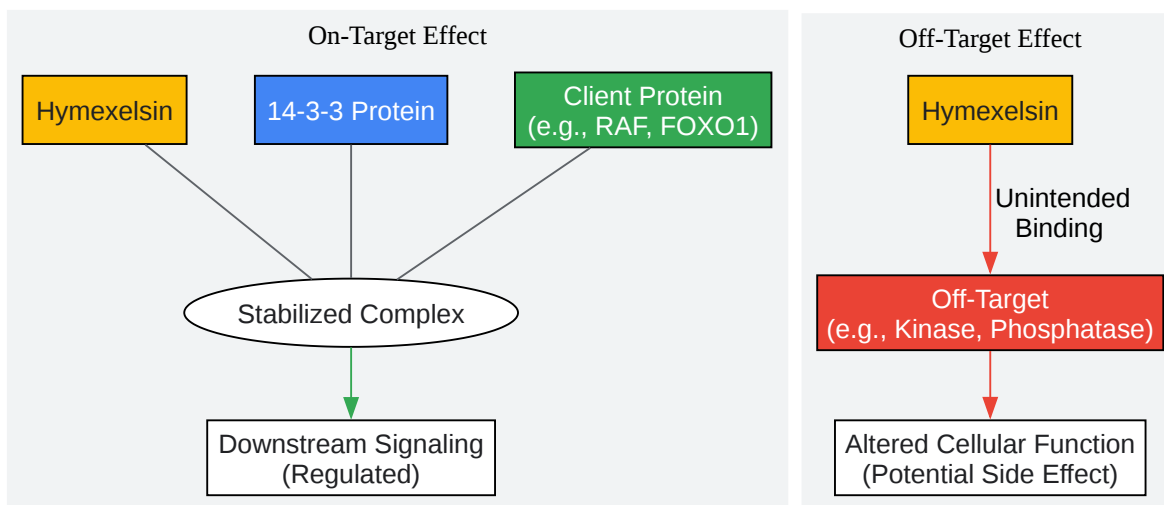 On-Target Effect
Hymexelsin
14-3-3 Protein
Client Protein
(e.g., RAF, FOXO1)
Stabilized Complex
Downstream Signaling
(Regulated)
Off-Target Effect
Hymexelsin
Unintended
Binding
Off-Target
(e.g., Kinase, Phosphatase)
Altered Cellular Function
(Potential Side Effect)